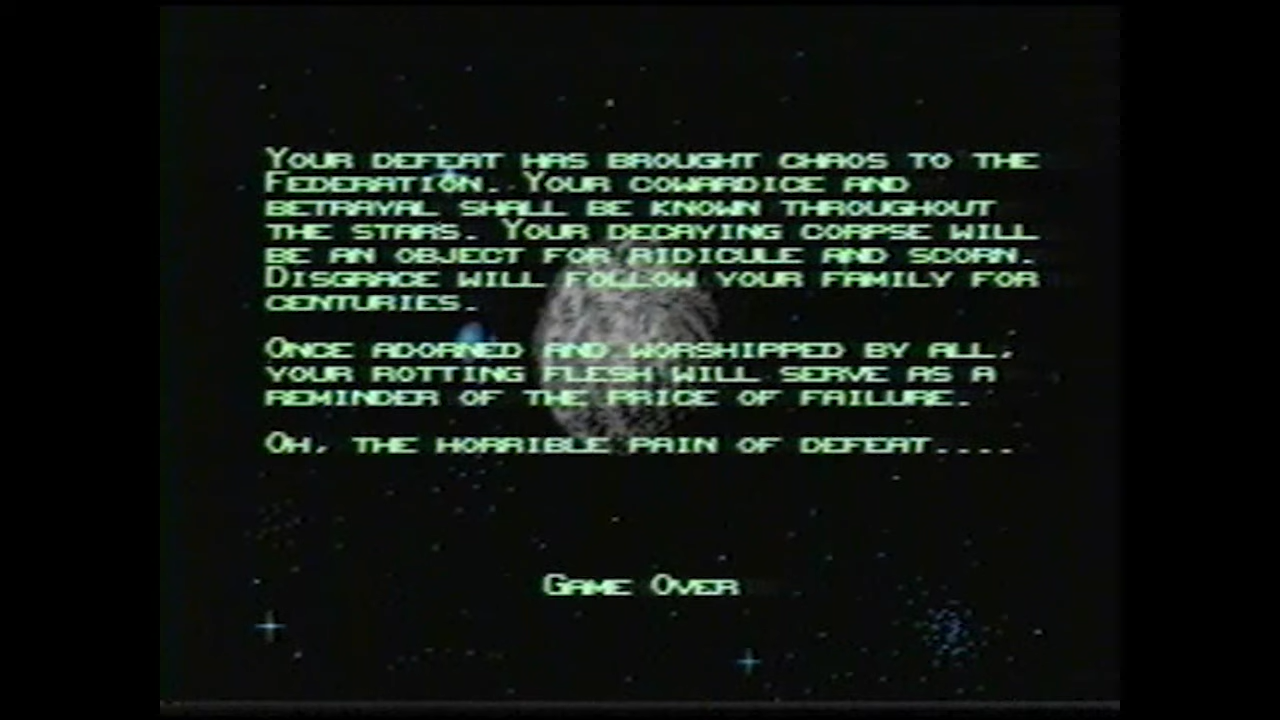 Your defeat has brought chaos to the
Federation. Your cowardice and
betrayal shall be known throughout
the stars. Your decaying corpse will
be an object for ridicule and scorn.
Disgrace will follow your family for
centuries.
Once adorned and worshipped by all,
your rotting flesh will serve as a
reminder of the price of failure.
Oh, the horrible pain of defeat....
Game Over